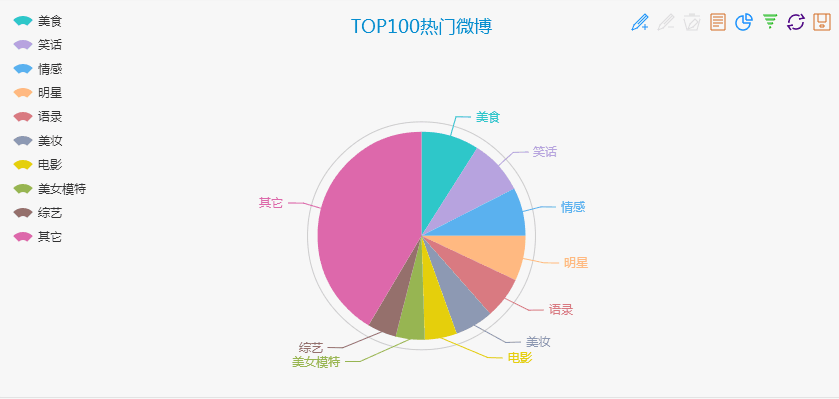 TOP100热门微博
美食
笑话
情感
明星
语录
美妆
电影
美女模特
综艺
其它
美食
笑话
情感
明星
语录
美妆
电影
美女模特
综艺
其它